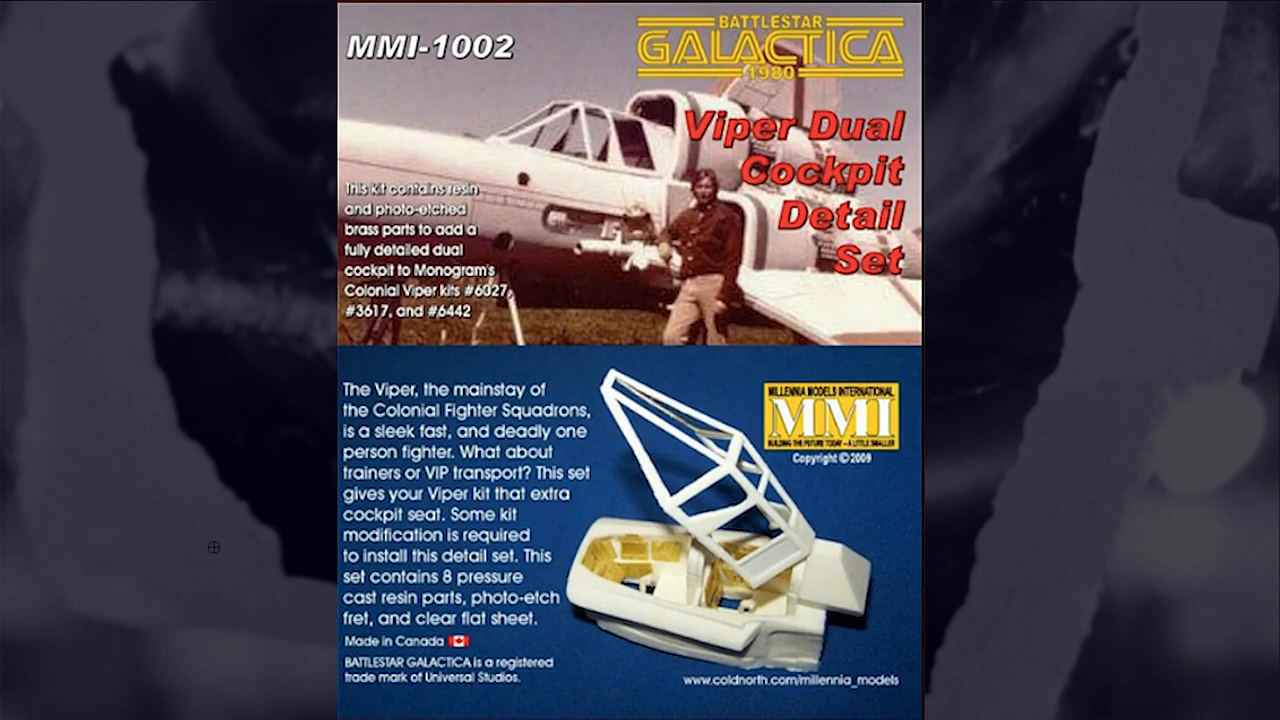 MMI-1002
BATTLESTAR
GALACTICA
1980
Viper Dual
Cockpit
Detail
Set
This kit contains resin
and photo-etched
brass parts to add a
fully detailed dual
cockpit to Monogram's
Colonial Viper kits #6027,
#3617, and #6442
The Viper, the mainstay of
the Colonial Fighter Squadrons,
is a sleek fast, and deadly one
person fighter. What about
trainers or VIP transport? This set
gives your Viper kit that extra
cockpit seat. Some kit
modification is required
to install this detail set. This
set contains 8 pressure
cast resin parts, photo-etch
fret, and clear flat sheet.
Made in Canada
BATTLESTAR GALACTICA is a registered
trade mark of Universal Studios.
MILLENNIA MODELS INTERNATIONAL
MMI
BUILDING THE FUTURE TODAY - A LITTLE SMALLER
Copyright © 2009
www.coldnorth.com/millennia_models